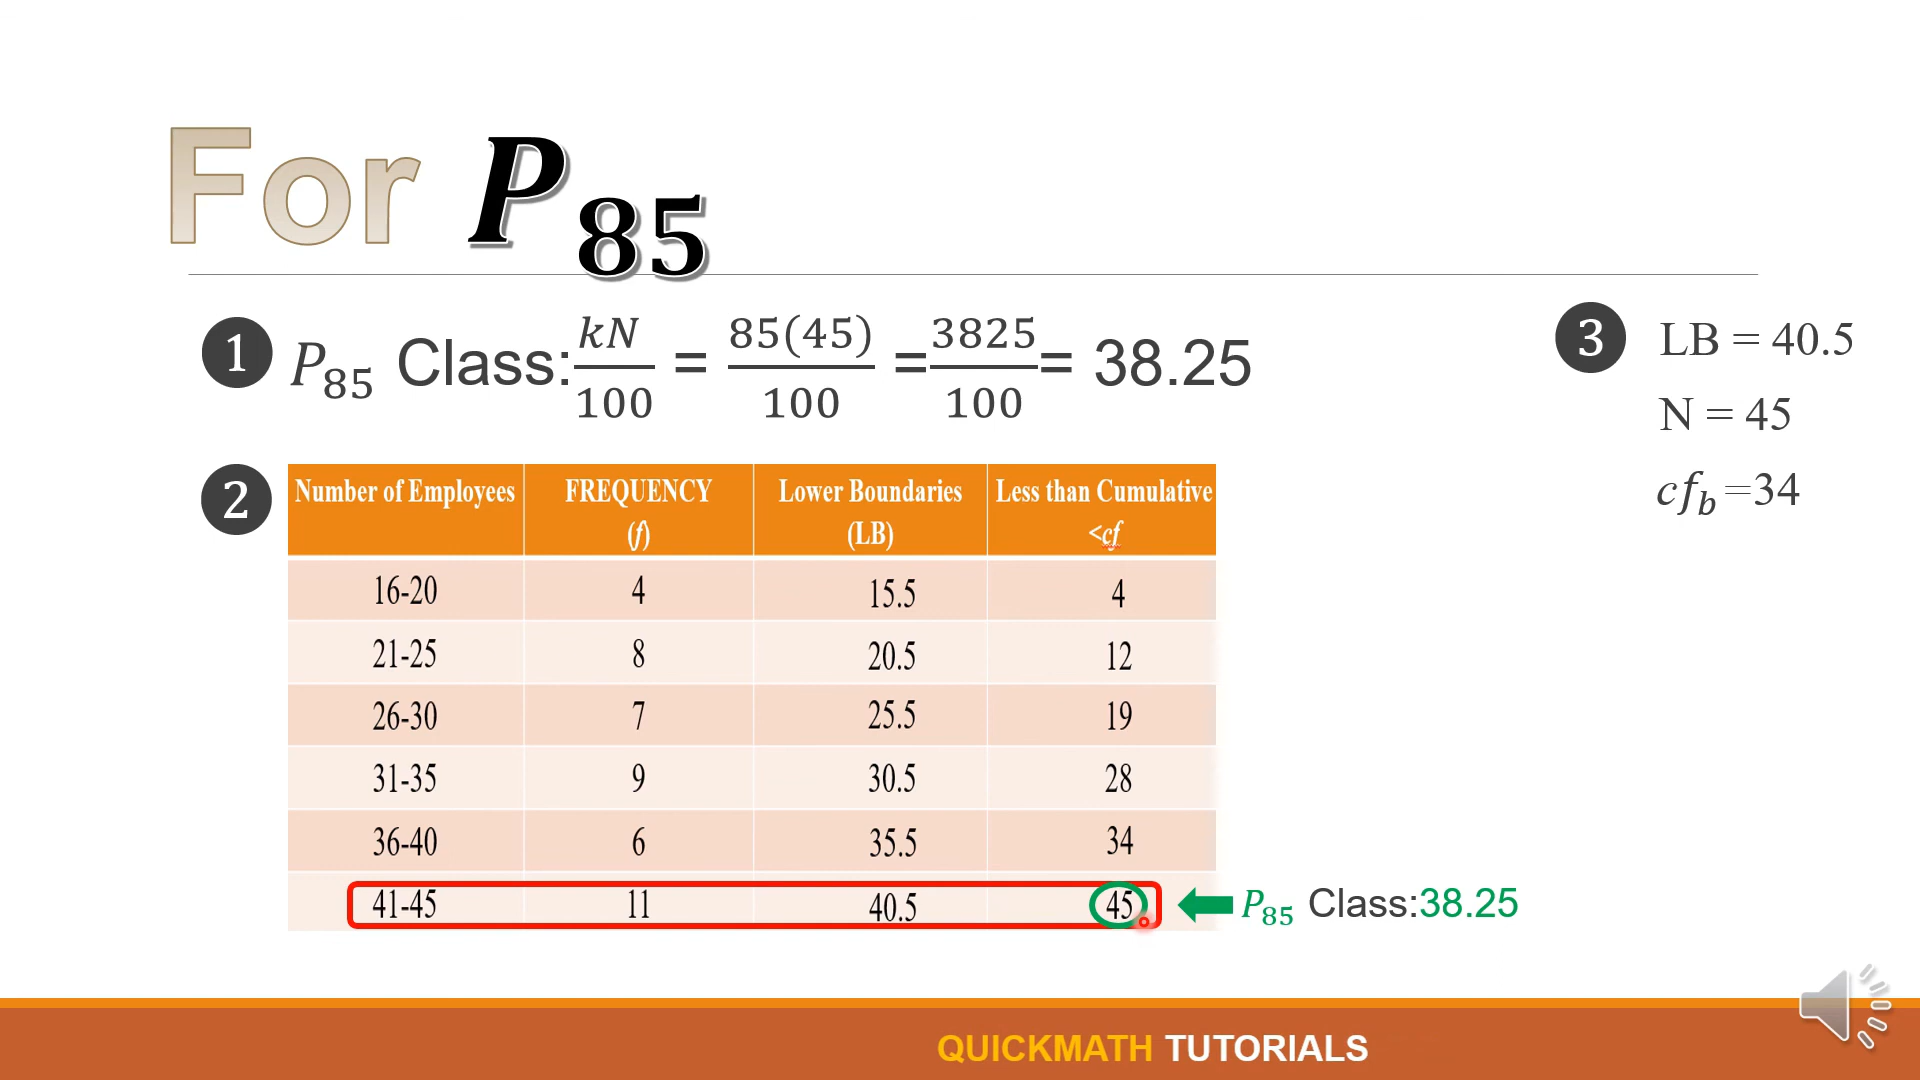 For P₈₅
1 P₈₅ Class: kN/100 = 85(45)/100 = 3825/100 = 38.25
2
Number of Employees | FREQUENCY (f) | Lower Boundaries (LB) | Less than Cumulative <cf
16-20 | 4 | 15.5 | 4
21-25 | 8 | 20.5 | 12
26-30 | 7 | 25.5 | 19
31-35 | 9 | 30.5 | 28
36-40 | 6 | 35.5 | 34
41-45 | 11 | 40.5 | 45
P₈₅ Class:38.25
3 LB = 40.5
N = 45
cf_b =34
QUICKMATH TUTORIALS